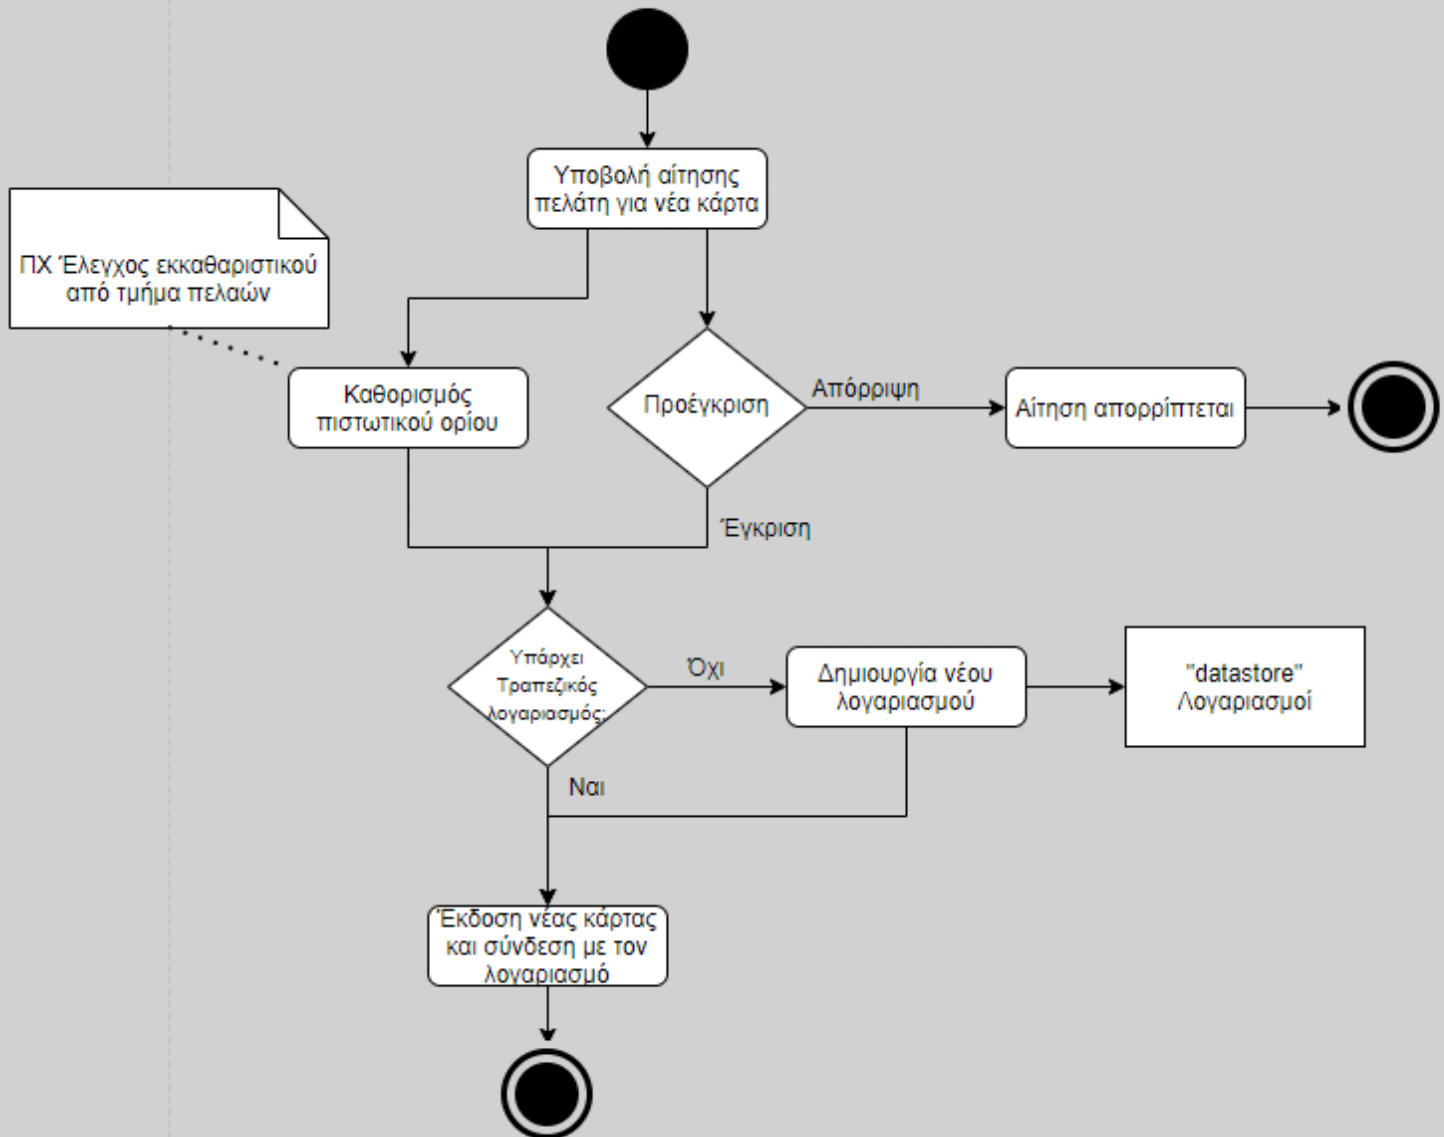 Υποβολή αίτησης
πελάτη για νέα κάρτα
ΠΧ Έλεγχος εκκαθαριστικού
από τμήμα πελαών
Καθορισμός
πιστωτικού ορίου
Προέγκριση
Απόρριψη
Αίτηση απορρίπτεται
Έγκριση
Υπάρχει
Τραπεζικός
λογαριασμός;
Όχι
Δημιουργία νέου
λογαριασμού
"datastore"
Λογαριασμοί
Ναι
Έκδοση νέας κάρτας
και σύνδεση με τον
λογαριασμό